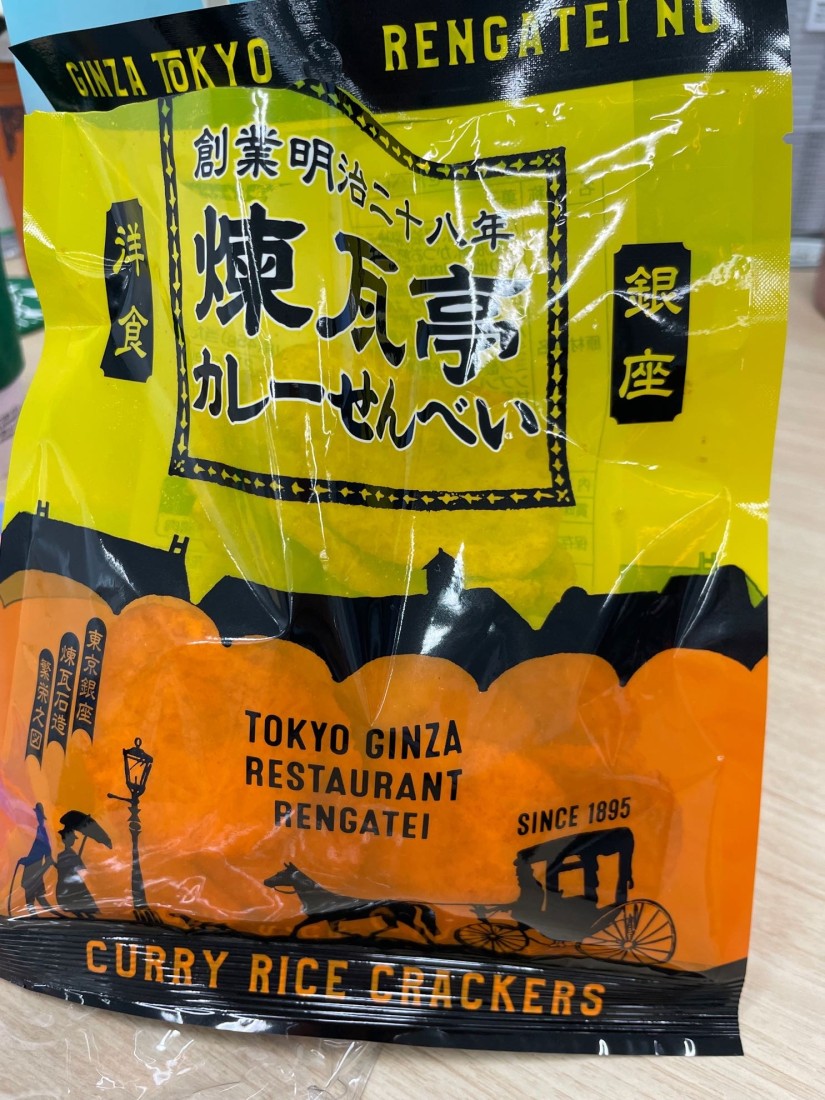 GINZA TŌKYO
RENGATEI NO
創業明治二十八年
煉瓦亭
カレーせんべい
洋食
銀座
東京銀座
煉瓦石造
繁栄之図
TOKYO GINZA
RESTAURANT
RENGATEI
SINCE 1895
CURRY RICE CRACKERS